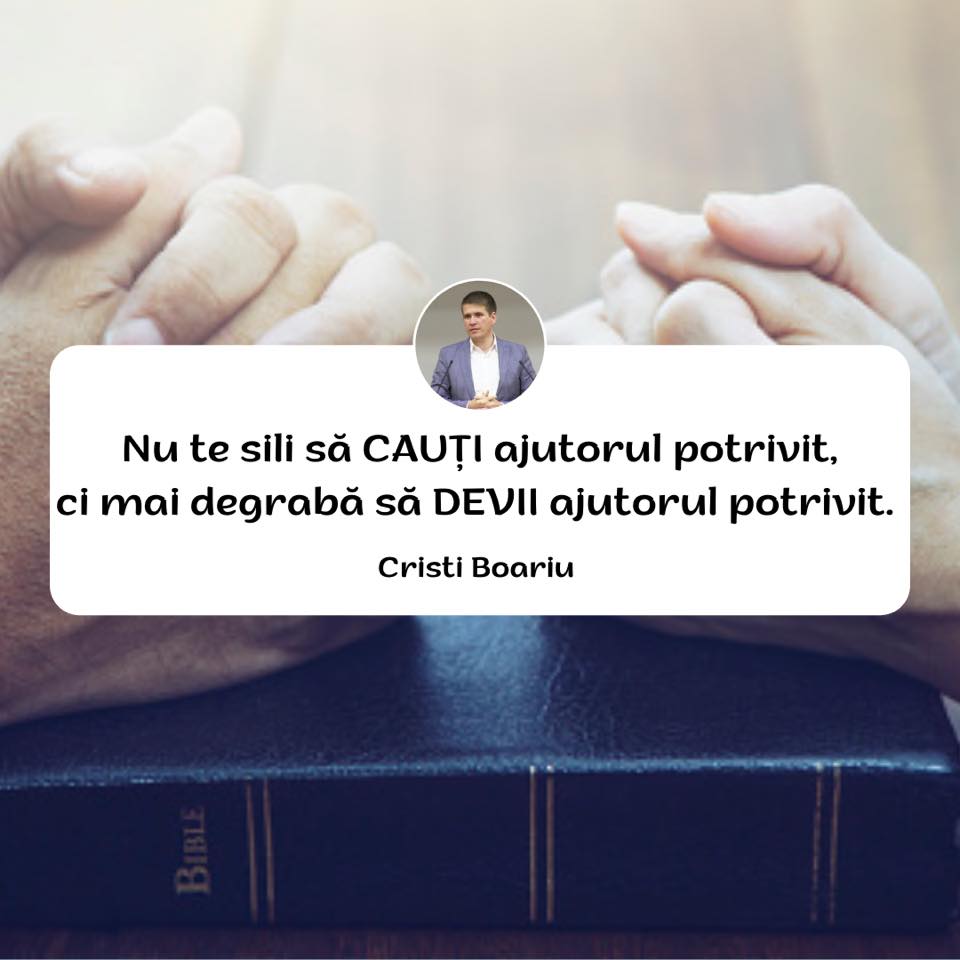 Nu te sili să CAUȚI ajutorul potrivit,
ci mai degrabă să DEVII ajutorul potrivit.
Cristi Boariu
BIBLE